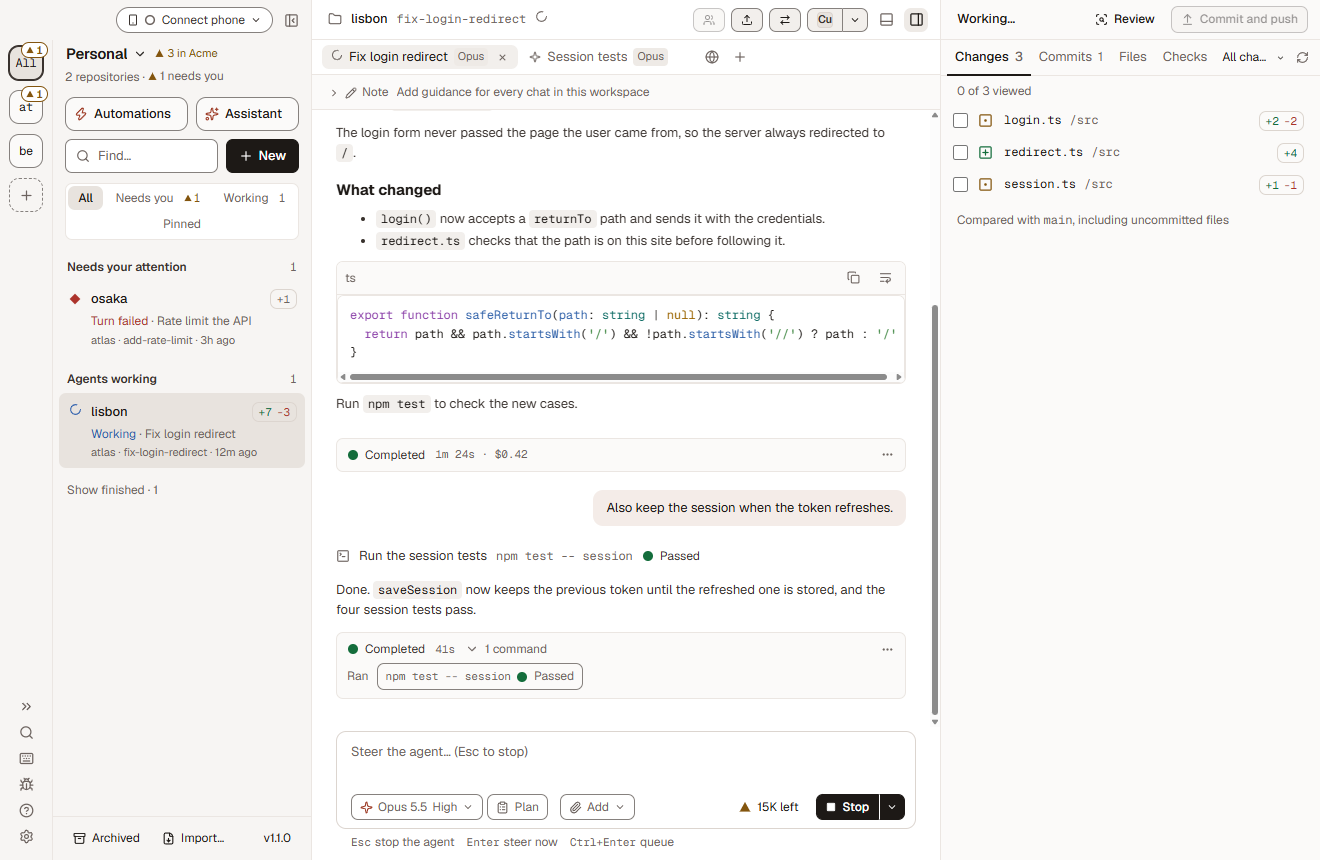 Connect phone
1
All
1
at
be
Personal
3 in Acme
2 repositories · 1 needs you
Automations
Assistant
Find...
New
All
Needs you 1
Working 1
Pinned
Needs your attention 1
osaka +1
Turn failed · Rate limit the API
atlas · add-rate-limit · 3h ago
Agents working 1
lisbon +7 -3
Working · Fix login redirect
atlas · fix-login-redirect · 12m ago
Show finished · 1
Archived
Import...
v1.1.0
lisbon fix-login-redirect
Cu
Fix login redirect Opus
Session tests Opus
Note Add guidance for every chat in this workspace
The login form never passed the page the user came from, so the server always redirected to
/ .
What changed
• login() now accepts a returnTo path and sends it with the credentials.
• redirect.ts checks that the path is on this site before following it.
ts
export function safeReturnTo(path: string | null): string {
return path && path.startsWith('/') && !path.startsWith('//') ? path : '/'
}
Run npm test to check the new cases.
Completed 1m 24s · $0.42
Also keep the session when the token refreshes.
Run the session tests npm test -- session Passed
Done. saveSession now keeps the previous token until the refreshed one is stored, and the
four session tests pass.
Completed 41s 1 command
Ran npm test -- session Passed
Steer the agent... (Esc to stop)
Opus 5.5 High
Plan
Add
15K left
Stop
Esc stop the agent Enter steer now Ctrl+Enter queue
Working...
Review
Commit and push
Changes 3
Commits 1
Files
Checks
All cha...
0 of 3 viewed
login.ts /src +2 -2
redirect.ts /src +4
session.ts /src +1 -1
Compared with main, including uncommitted files